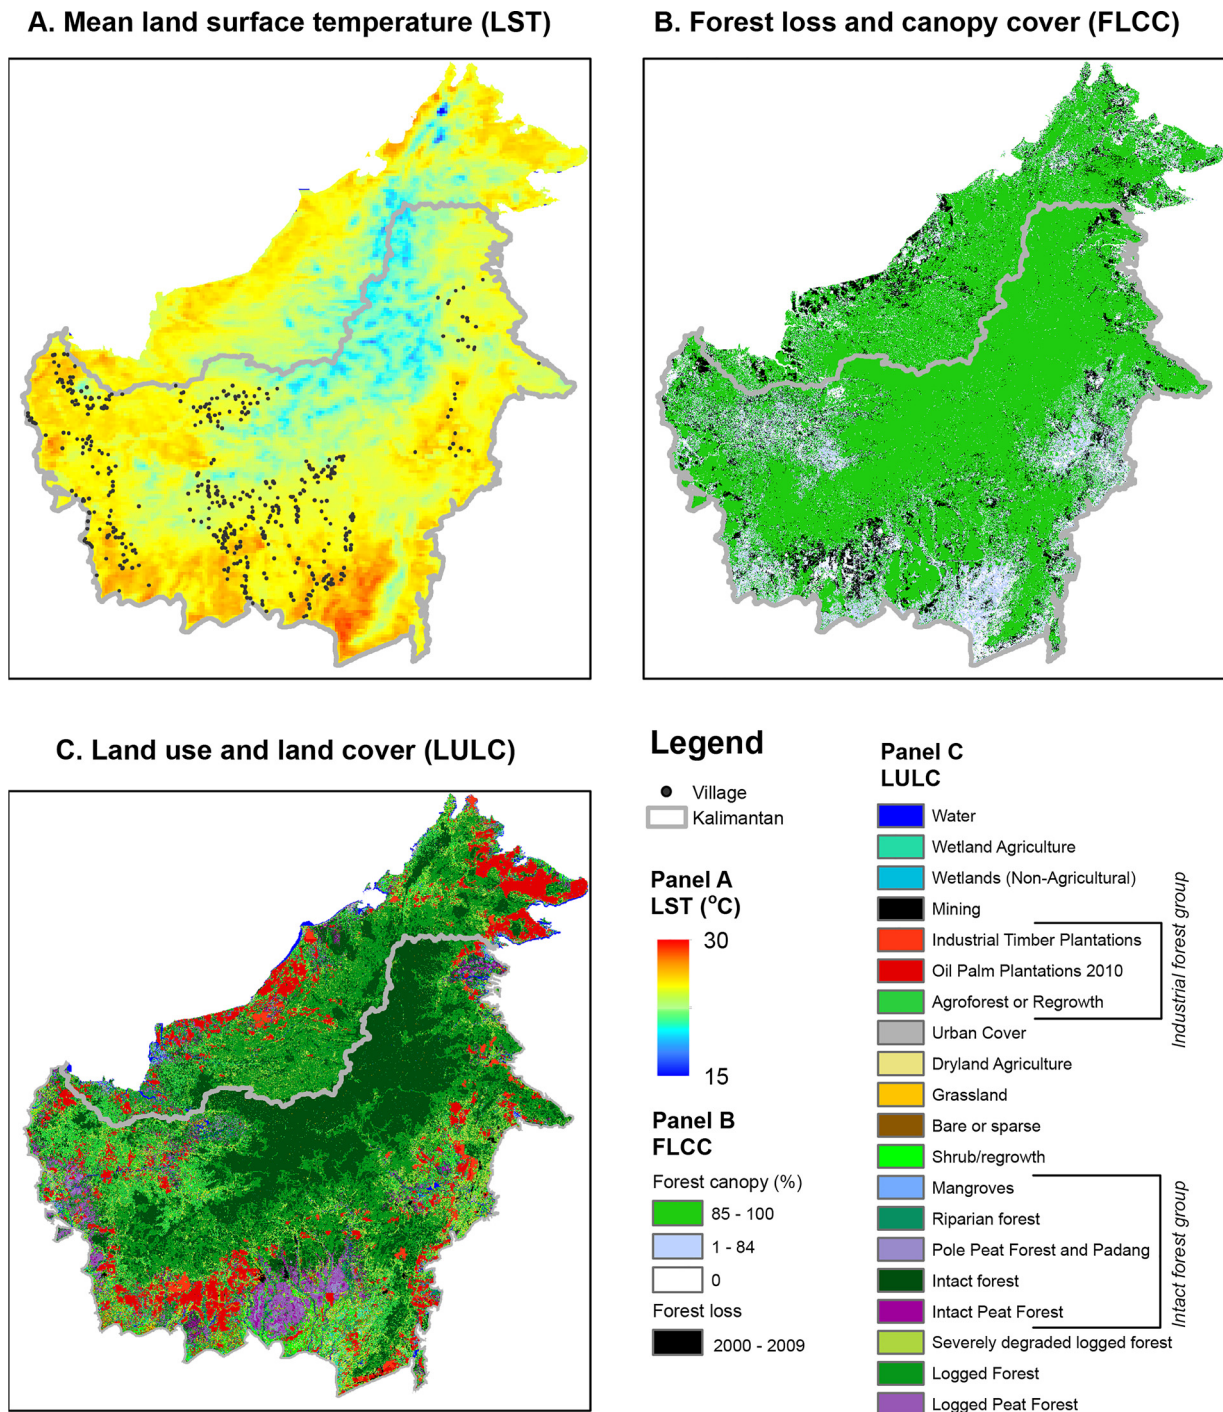 A. Mean land surface temperature (LST)
B. Forest loss and canopy cover (FLCC)
C. Land use and land cover (LULC)
Legend
Village
Kalimantan
Panel A
LST (°C)
30
15
Panel B
FLCC
Forest canopy (%)
85 - 100
1 - 84
0
Forest loss
2000 - 2009
Panel C
LULC
Water
Wetland Agriculture
Wetlands (Non-Agricultural)
Mining
Industrial Timber Plantations
Oil Palm Plantations 2010
Agroforest or Regrowth
Urban Cover
Dryland Agriculture
Grassland
Bare or sparse
Shrub/regrowth
Mangroves
Riparian forest
Pole Peat Forest and Padang
Intact forest
Intact Peat Forest
Severely degraded logged forest
Logged Forest
Logged Peat Forest
Industrial forest group
Intact forest group